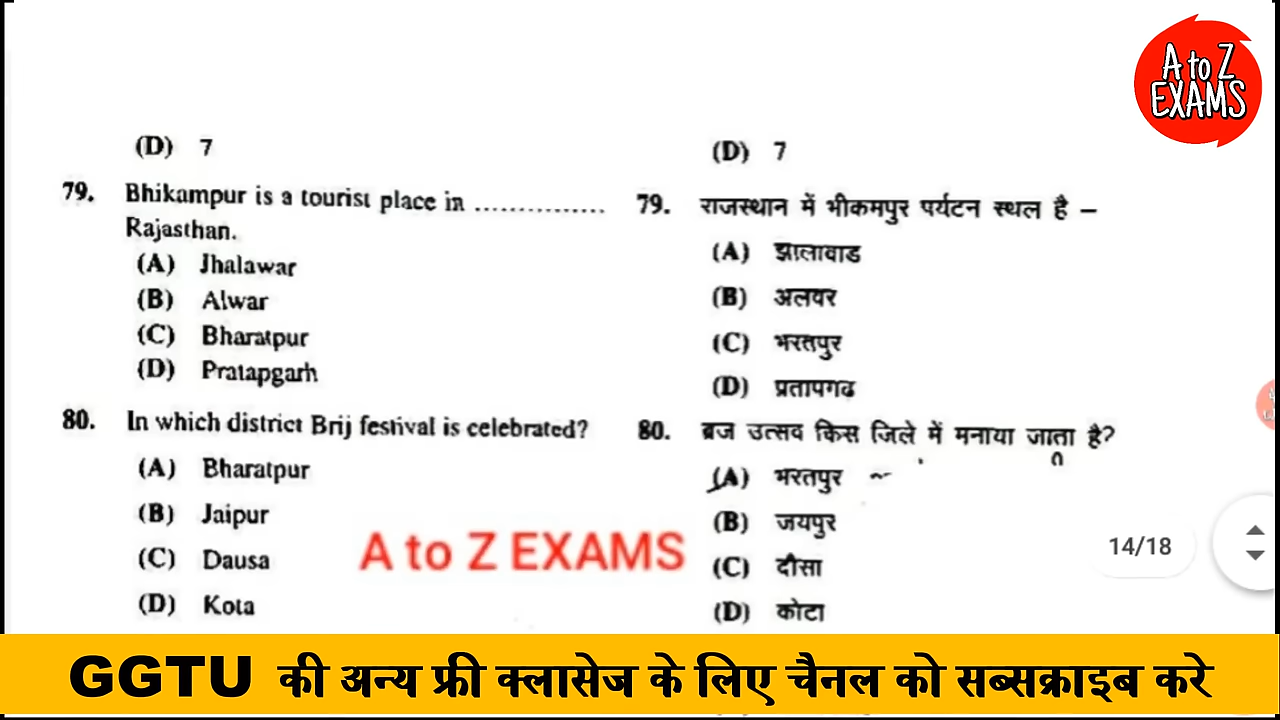 A to Z
EXAMS
(D) 7
79. Bhikampur is a tourist place in ...............
Rajasthan.
(A) Jhalawar
(B) Alwar
(C) Bharatpur
(D) Pratapgarh
80. In which district Brij festival is celebrated?
(A) Bharatpur
(B) Jaipur
(C) Dausa
(D) Kota
(D) 7
79. राजस्थान में भीकमपुर पर्यटन स्थल है –
(A) झालावाड
(B) अलवर
(C) भरतपुर
(D) प्रतापगढ
80. ब्रज उत्सव किस जिले में मनाया जाता है?
(A) भरतपुर
(B) जयपुर
(C) दौसा
(D) कोटा
A to Z EXAMS
14/18
GGTU की अन्य फ्री क्लासेज के लिए चैनल को सब्सक्राइब करे